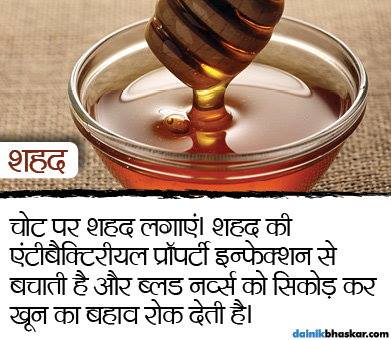 शहद
चोट पर शहद लगाएं। शहद की
एंटीबैक्टिरीयल प्रॉपर्टी इन्फेक्शन से
बचाती है और ब्लड नर्व्स को सिकोड़ कर
खून का बहाव रोक देती है।
dainikbhaskar.com